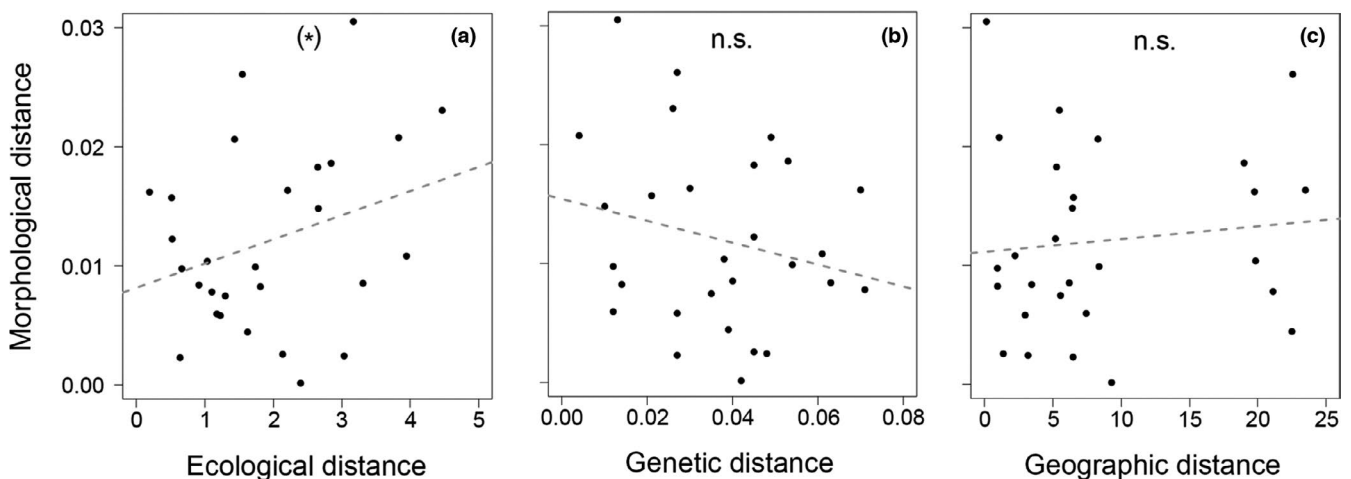 (*) (a)
n.s. (b)
n.s. (c)
Morphological distance
0.03
0.02
0.01
0.00
0 1 2 3 4 5
0.00 0.02 0.04 0.06 0.08
0 5 10 15 20 25
Ecological distance
Genetic distance
Geographic distance